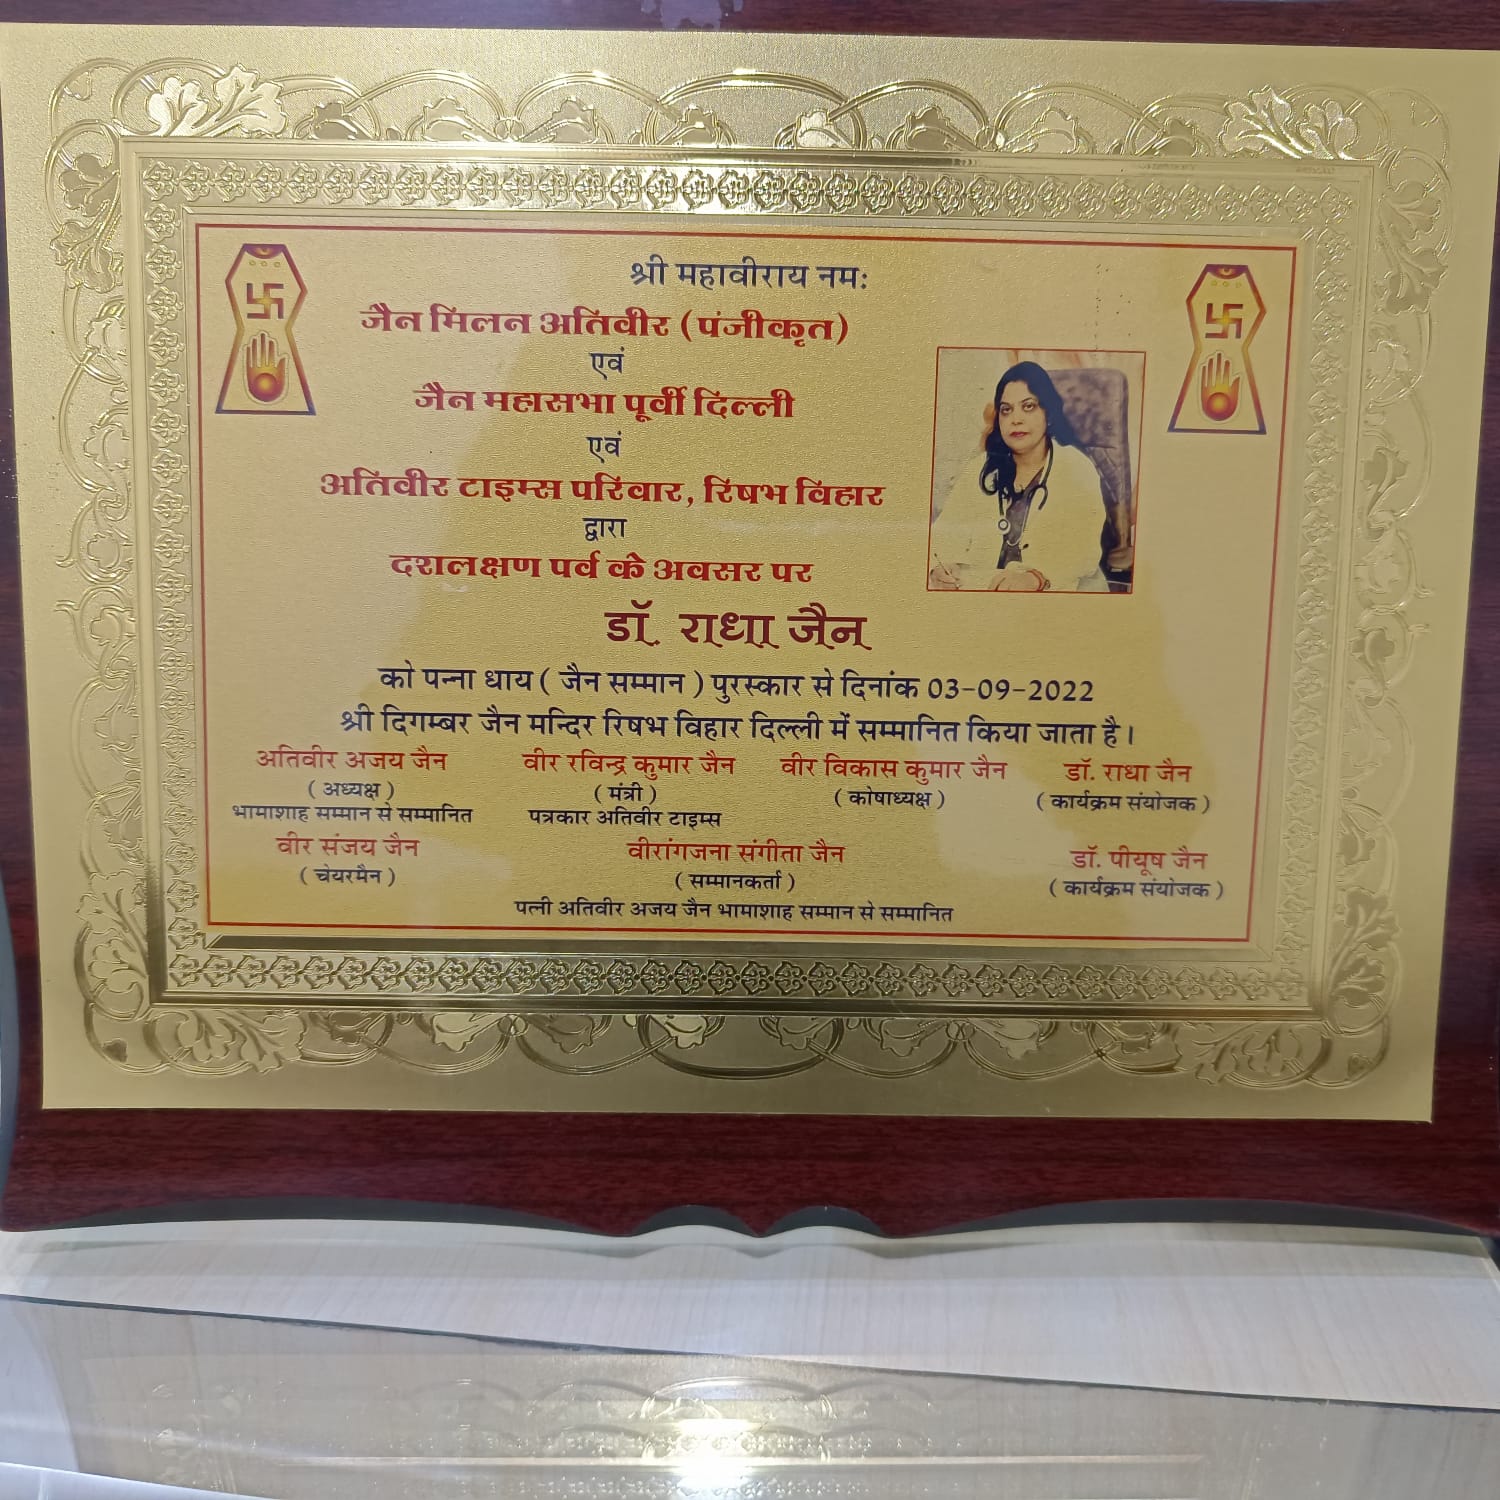 श्री महावीराय नमः
जैन मिलन अतिवीर (पंजीकृत)
एवं
जैन महासभा पूर्वी दिल्ली
एवं
अतिवीर टाइम्स परिवार, रिषभ विहार
द्वारा
दशलक्षण पर्व के अवसर पर
डॉ. राधा जैन
को पन्ना धाय ( जैन सम्मान ) पुरस्कार से दिनांक 03-09-2022
श्री दिगम्बर जैन मन्दिर रिषभ विहार दिल्ली में सम्मानित किया जाता है।
अतिवीर अजय जैन वीर रविन्द्र कुमार जैन वीर विकास कुमार जैन डॉ. राधा जैन
( अध्यक्ष ) ( मंत्री ) ( कोषाध्यक्ष ) ( कार्यक्रम संयोजक )
भामाशाह सम्मान से सम्मानित पत्रकार अतिवीर टाइम्स
वीर संजय जैन वीरांगजना संगीता जैन डॉ. पीयूष जैन
( चेयरमैन ) ( सम्मानकर्ता ) ( कार्यक्रम संयोजक )
पत्नी अतिवीर अजय जैन भामाशाह सम्मान से सम्मानित